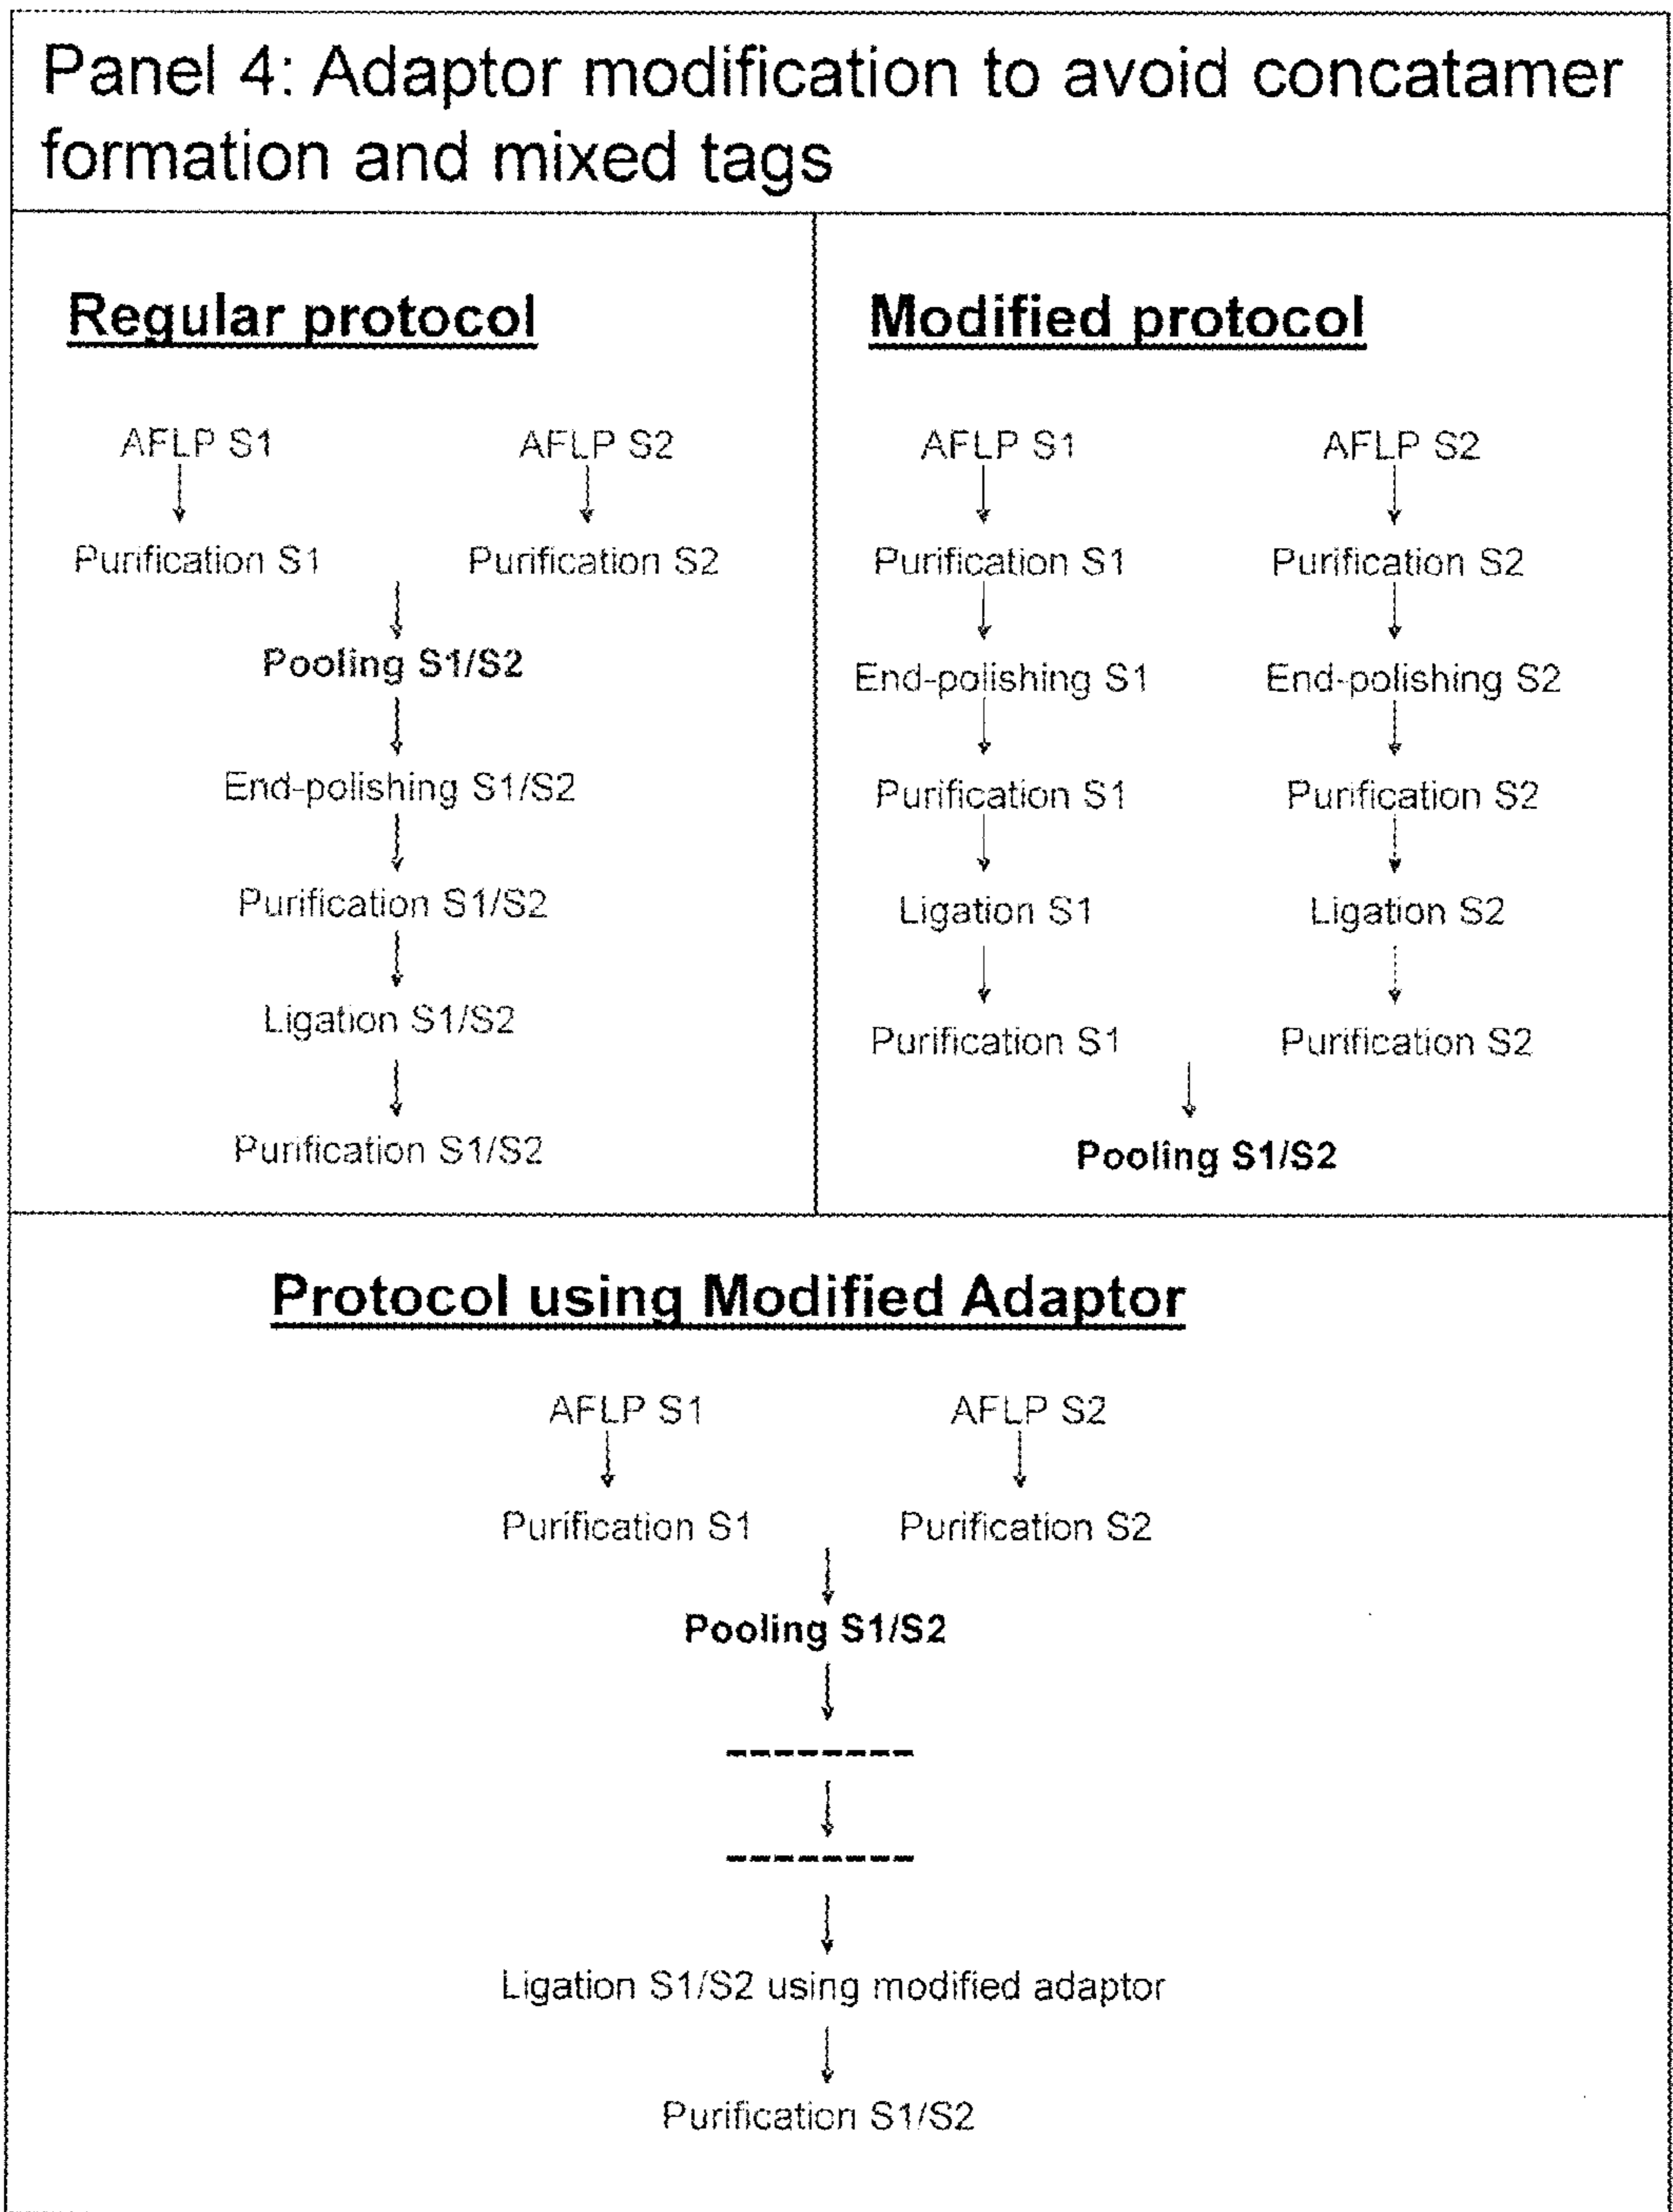 Panel 4: Adaptor modification to avoid concatamer
formation and mixed tags
Regular protocol
AFLP S1 AFLP S2
Purification S1 Purification S2
Pooling S1/S2
End-polishing S1/S2
Purification S1/S2
Ligation S1/S2
Purification S1/S2
Modified protocol
AFLP S1 AFLP S2
Purification S1 Purification S2
End-polishing S1 End-polishing S2
Purification S1 Purification S2
Ligation S1 Ligation S2
Purification S1 Purification S2
Pooling S1/S2
Protocol using Modified Adaptor
AFLP S1 AFLP S2
Purification S1 Purification S2
Pooling S1/S2
--------
--------
Ligation S1/S2 using modified adaptor
Purification S1/S2